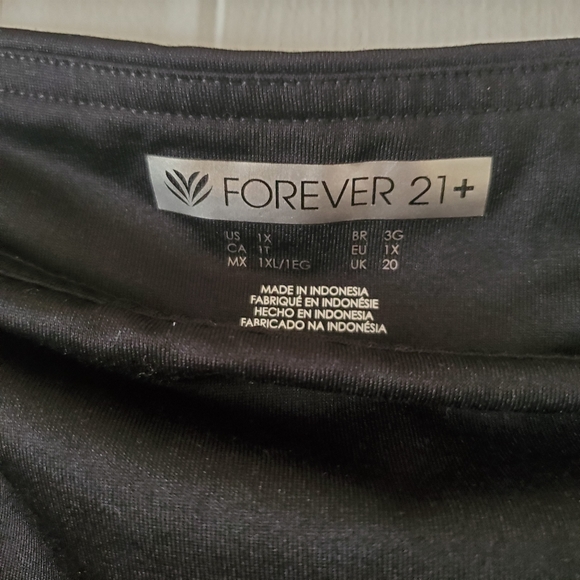 FOREVER 21+
US 1X BR 3G
CA 1T EU 1X
MX 1XL/1EG UK 20
MADE IN INDONESIA
FABRIQUÉ EN INDONÉSIE
HECHO EN INDONESIA
FABRICADO NA INDONÉSIA